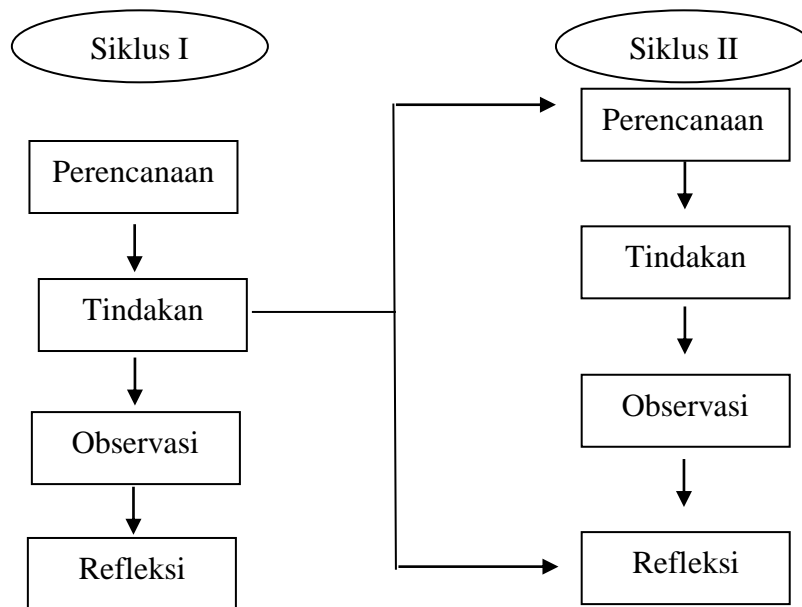 Siklus I
Perencanaan
Tindakan
Observasi
Refleksi
Siklus II
Perencanaan
Tindakan
Observasi
Refleksi